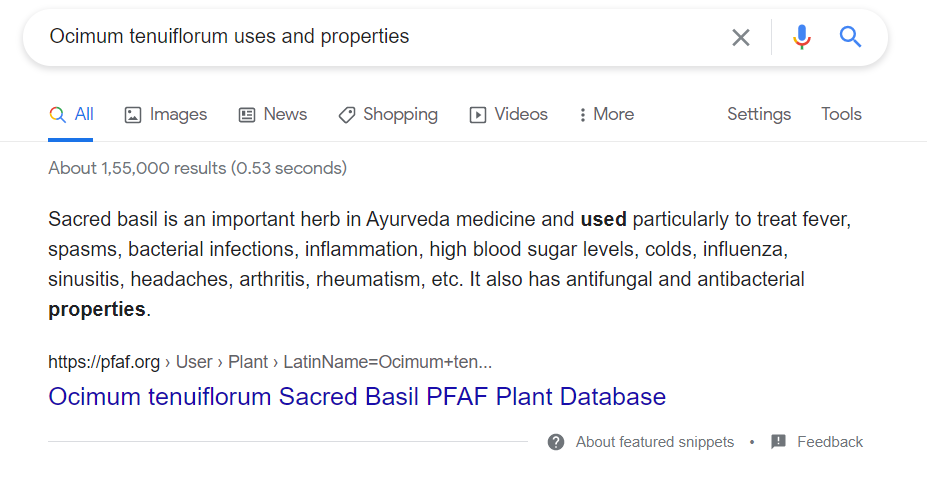 Ocimum tenuiflorum uses and properties
All Images News Shopping Videos More Settings Tools
About 1,55,000 results (0.53 seconds)
Sacred basil is an important herb in Ayurveda medicine and used particularly to treat fever,
spasms, bacterial infections, inflammation, high blood sugar levels, colds, influenza,
sinusitis, headaches, arthritis, rheumatism, etc. It also has antifungal and antibacterial
properties.
https://pfaf.org › User › Plant › LatinName=Ocimum+ten...
Ocimum tenuiflorum Sacred Basil PFAF Plant Database
About featured snippets • Feedback